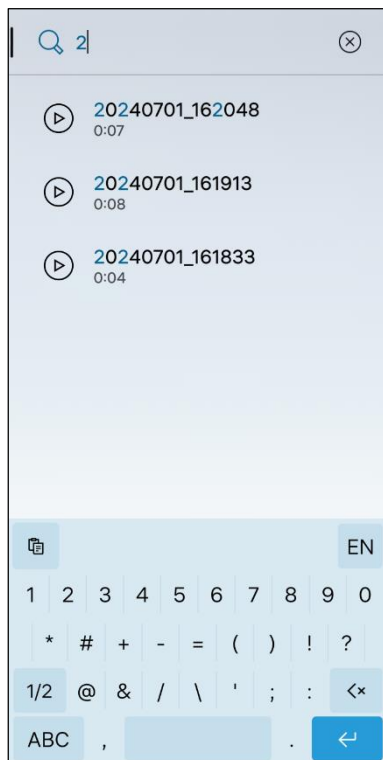 2
20240701_162048
0:07
20240701_161913
0:08
20240701_161833
0:04
EN
1 2 3 4 5 6 7 8 9 0
* # + - = ( ) ! ?
1/2 @ & / \ ' ; :
ABC , .